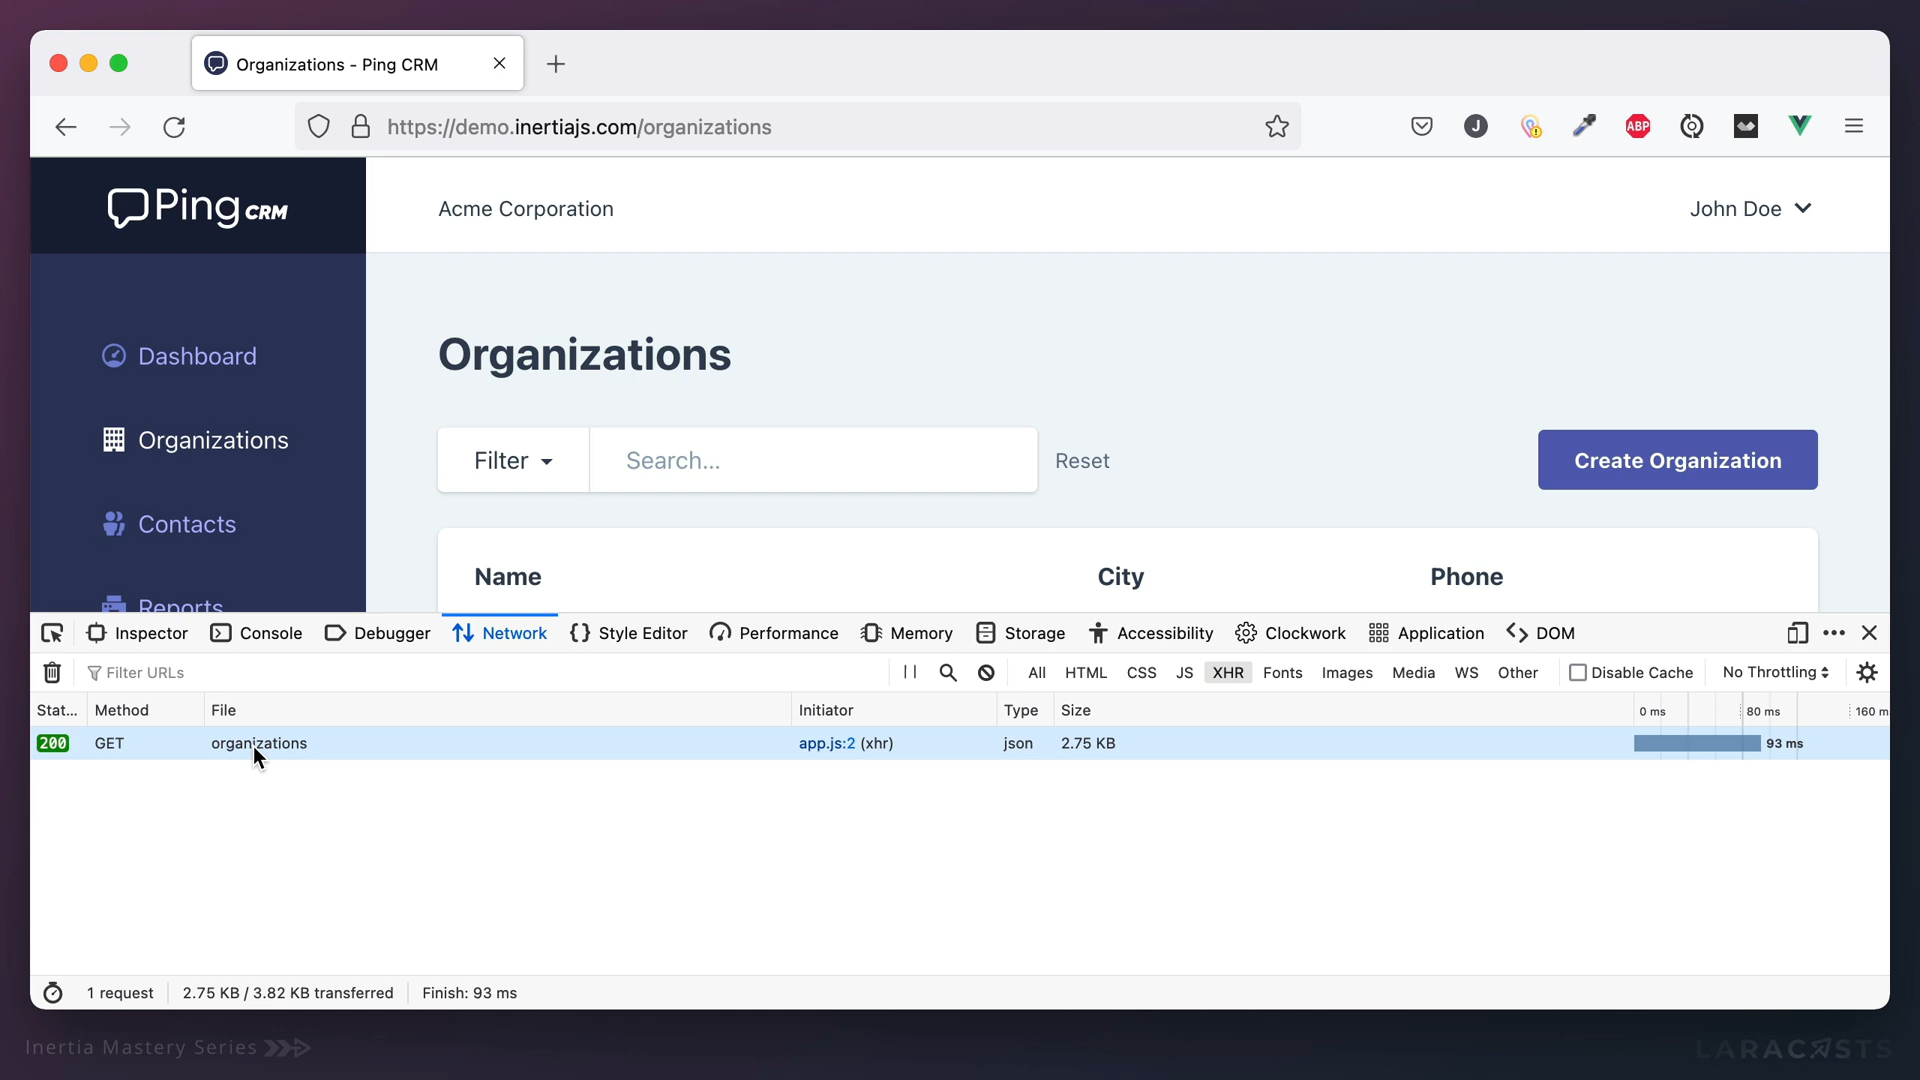 Organizations - Ping CRM
https://demo.inertiajs.com/organizations
J
ABP
Ping CRM
Acme Corporation
John Doe
Dashboard
Organizations
Contacts
Reports
Organizations
Filter
Search...
Reset
Create Organization
Name City Phone
Inspector Console Debugger Network Style Editor Performance Memory Storage Accessibility Clockwork Application DOM
Filter URLs
All HTML CSS JS XHR Fonts Images Media WS Other Disable Cache No Throttling
Stat... Method File Initiator Type Size 0 ms 80 ms 160 m
200 GET organizations app.js:2 (xhr) json 2.75 KB 93 ms
1 request 2.75 KB / 3.82 KB transferred Finish: 93 ms
Inertia Mastery Series
LARACASTS